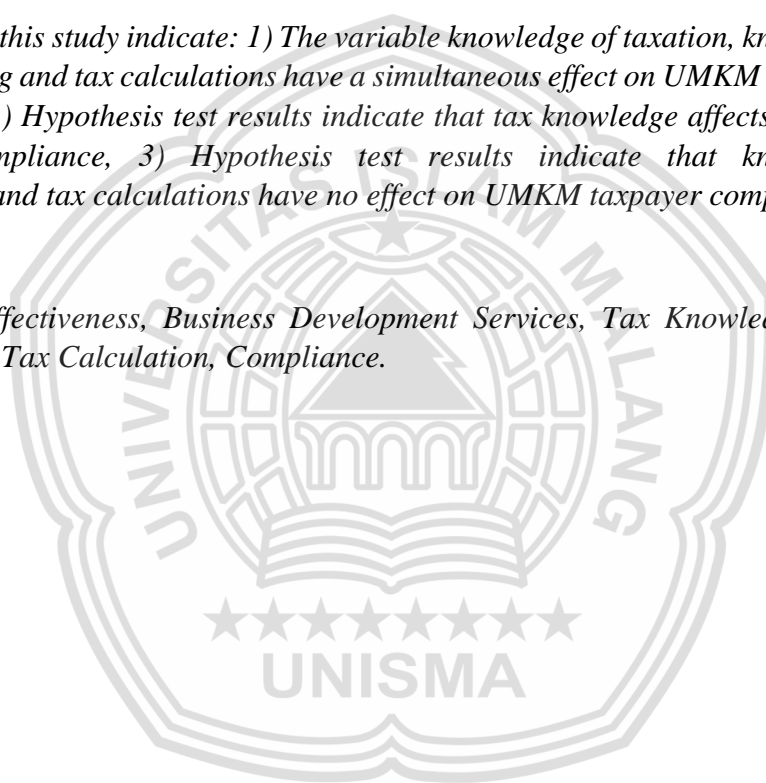 this study indicate: 1) The variable knowledge of taxation, kn
g and tax calculations have a simultaneous effect on UMKM
) Hypothesis test results indicate that tax knowledge affects
mpliance, 3) Hypothesis test results indicate that kn
and tax calculations have no effect on UMKM taxpayer comp
ffectiveness, Business Development Services, Tax Knowled
Tax Calculation, Compliance.
UNIVERSITAS ISLAM MALANG
UNISMA